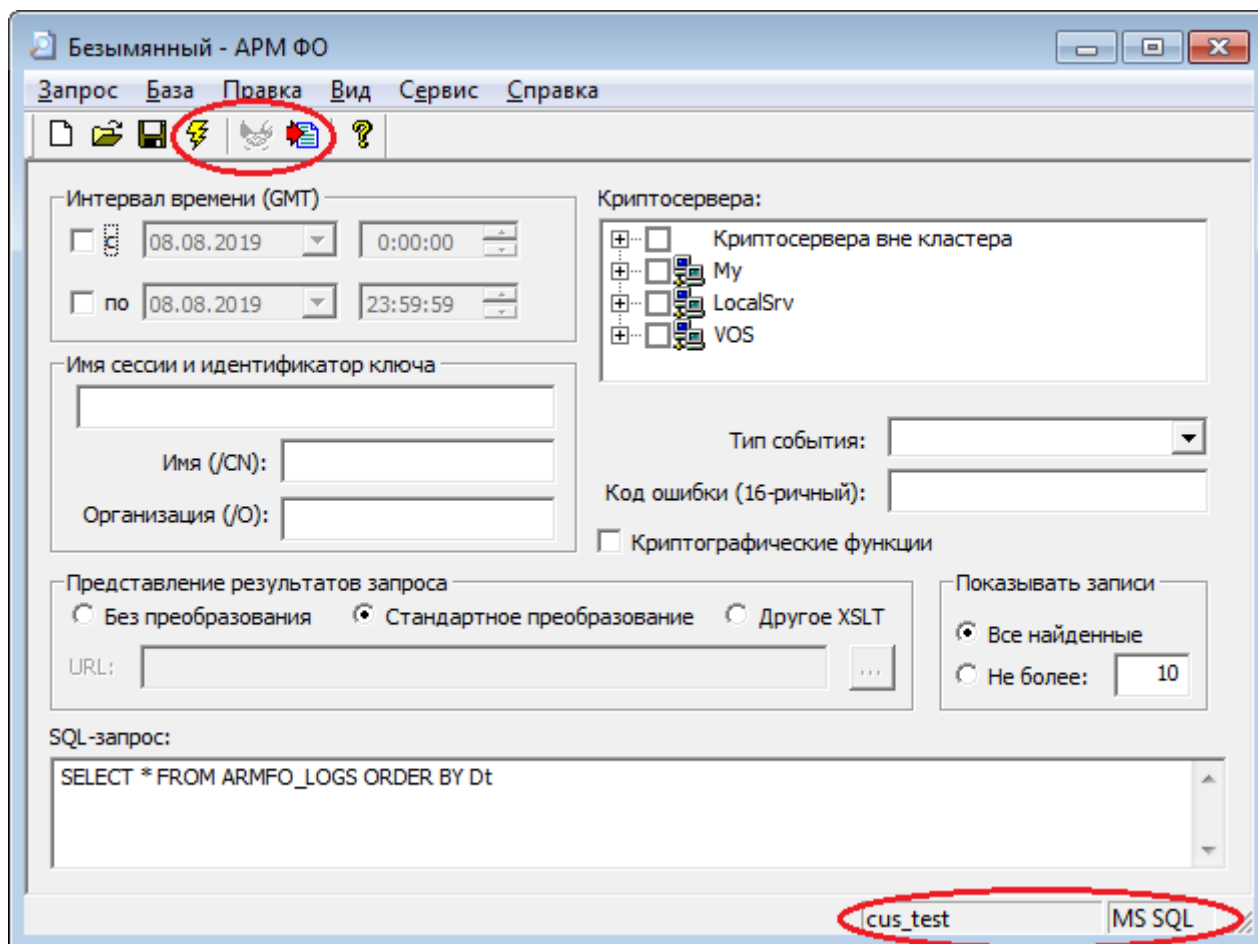 Безымянный - АРМ ФО
Запрос База Правка Вид Сервис Справка
Интервал времени (GMT)
с 08.08.2019 0:00:00
по 08.08.2019 23:59:59
Криптосервера:
Криптосервера вне кластера
My
LocalSrv
VOS
Имя сессии и идентификатор ключа
Имя (/CN):
Организация (/O):
Тип события:
Код ошибки (16-ричный):
Криптографические функции
Представление результатов запроса
Без преобразования Стандартное преобразование Другое XSLT
URL: ...
Показывать записи
Все найденные
Не более: 10
SQL-запрос:
SELECT * FROM ARMFO_LOGS ORDER BY Dt
cus_test MS SQL